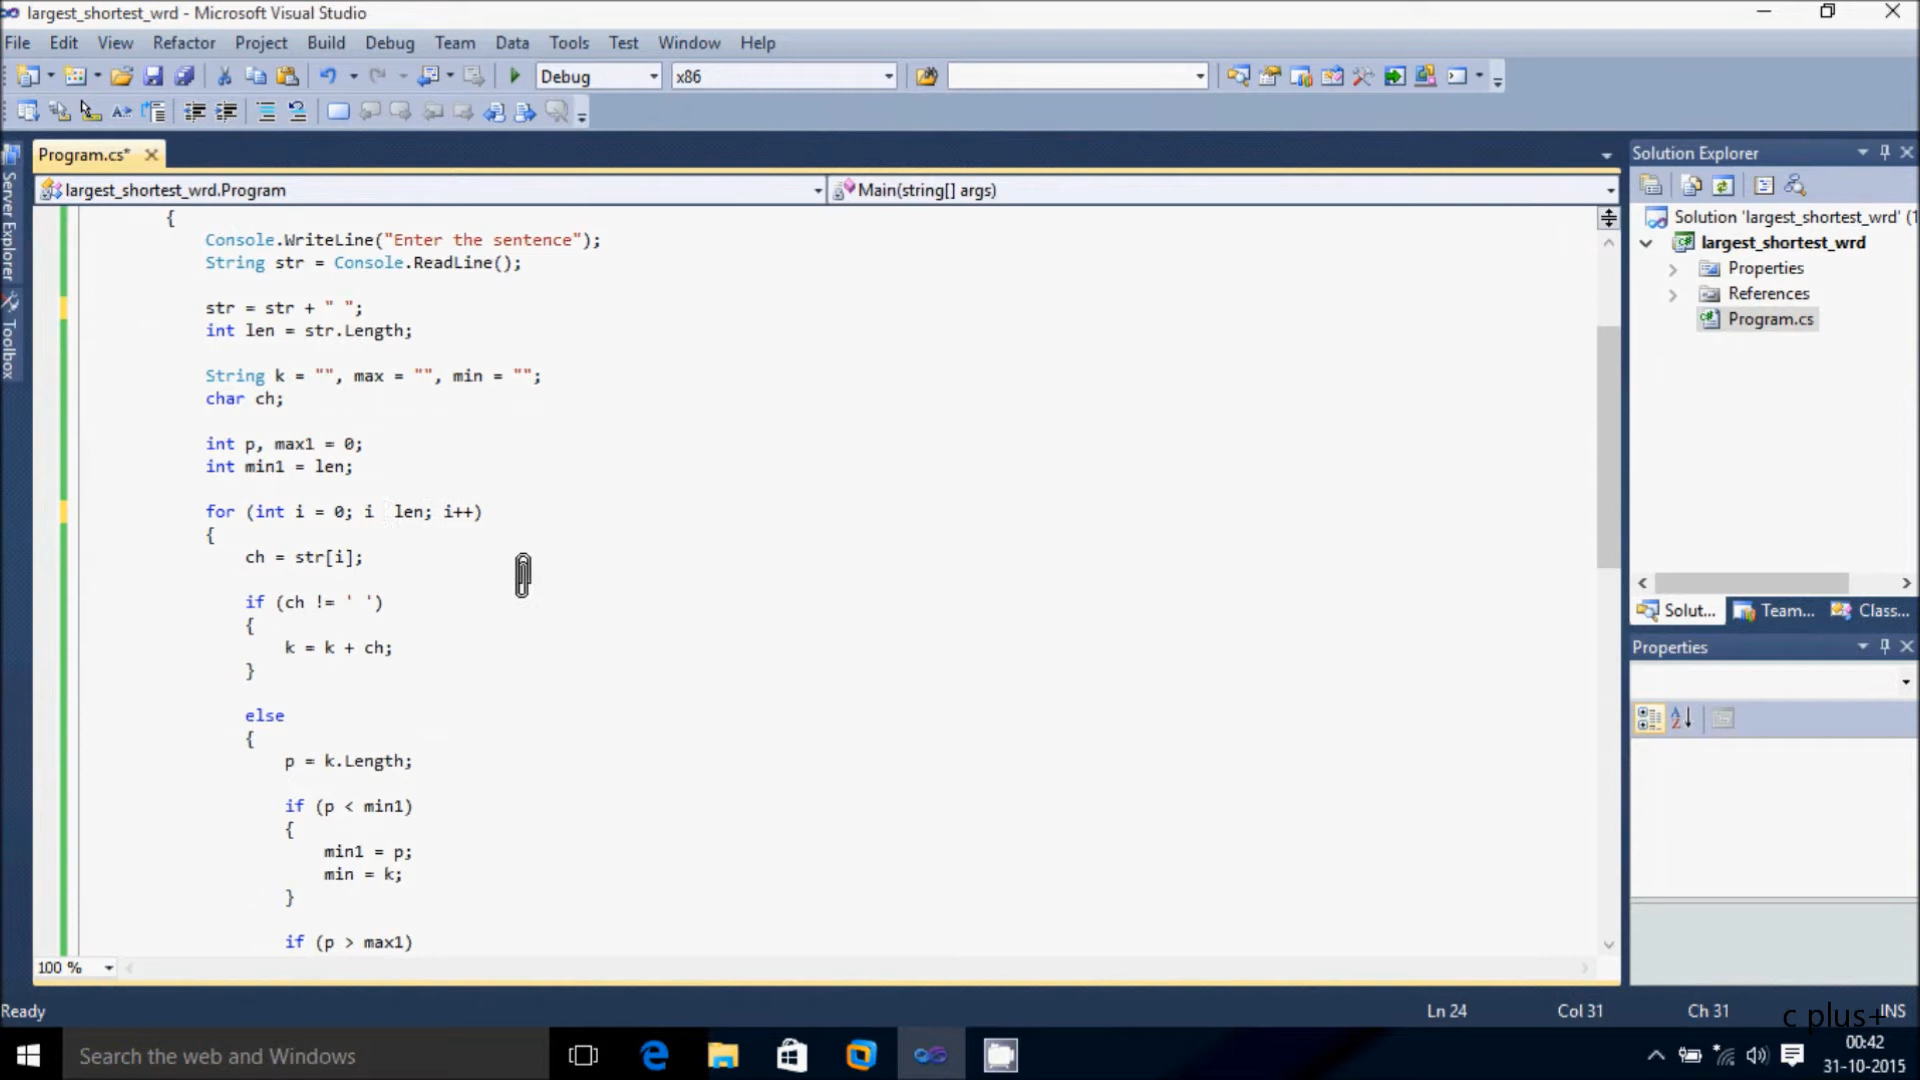 largest_shortest_wrd - Microsoft Visual Studio
File Edit View Refactor Project Build Debug Team Data Tools Test Window Help
Debug x86
Program.cs*
Solution Explorer
largest_shortest_wrd.Program Main(string[] args)
Server Explorer
Toolbox
{
Console.WriteLine("Enter the sentence");
String str = Console.ReadLine();
str = str + " ";
int len = str.Length;
String k = "", max = "", min = "";
char ch;
int p, max1 = 0;
int min1 = len;
for (int i = 0; i  len; i++)
{
ch = str[i];
if (ch != ' ')
{
k = k + ch;
}
else
{
p = k.Length;
if (p < min1)
{
min1 = p;
min = k;
}
if (p > max1)
Solution 'largest_shortest_wrd' (1
largest_shortest_wrd
Properties
References
Program.cs
Solut... Team... Class...
Properties
100 %
Ready Ln 24 Col 31 Ch 31 INS
c plus+
Search the web and Windows
00:42
31-10-2015